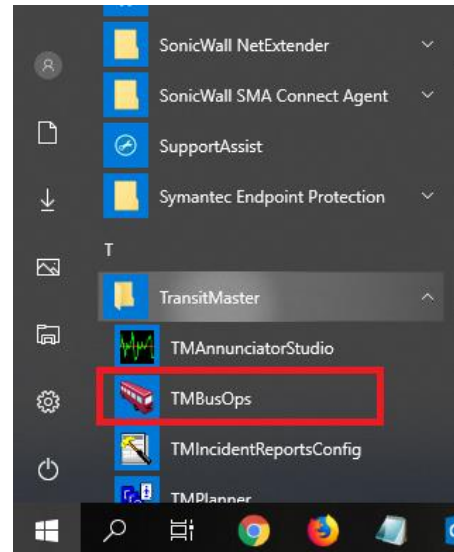 SonicWall NetExtender
SonicWall SMA Connect Agent
SupportAssist
Symantec Endpoint Protection
T
TransitMaster
TMAnnunciatorStudio
TMBusOps
TMIncidentReportsConfig
TMPlanner